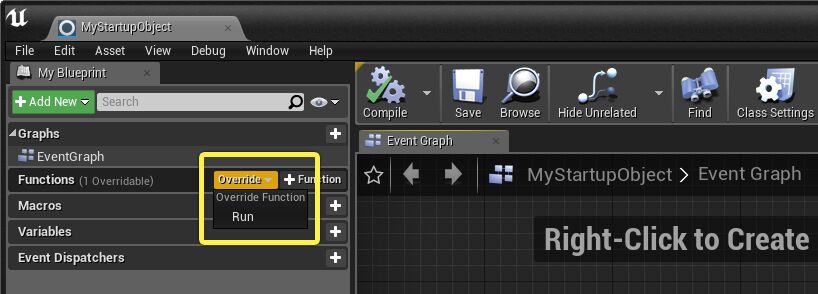 MyStartupObject
File Edit Asset View Debug Window Help
My Blueprint
Add New
Search
Compile
Save
Browse
Hide Unrelated
Find
Class Settings
Graphs
EventGraph
Event Graph
Functions (1 Overridable) Override + Function
MyStartupObject > Event Graph
Override Function
Macros
Run
Variables
Right-Click to Create
Event Dispatchers